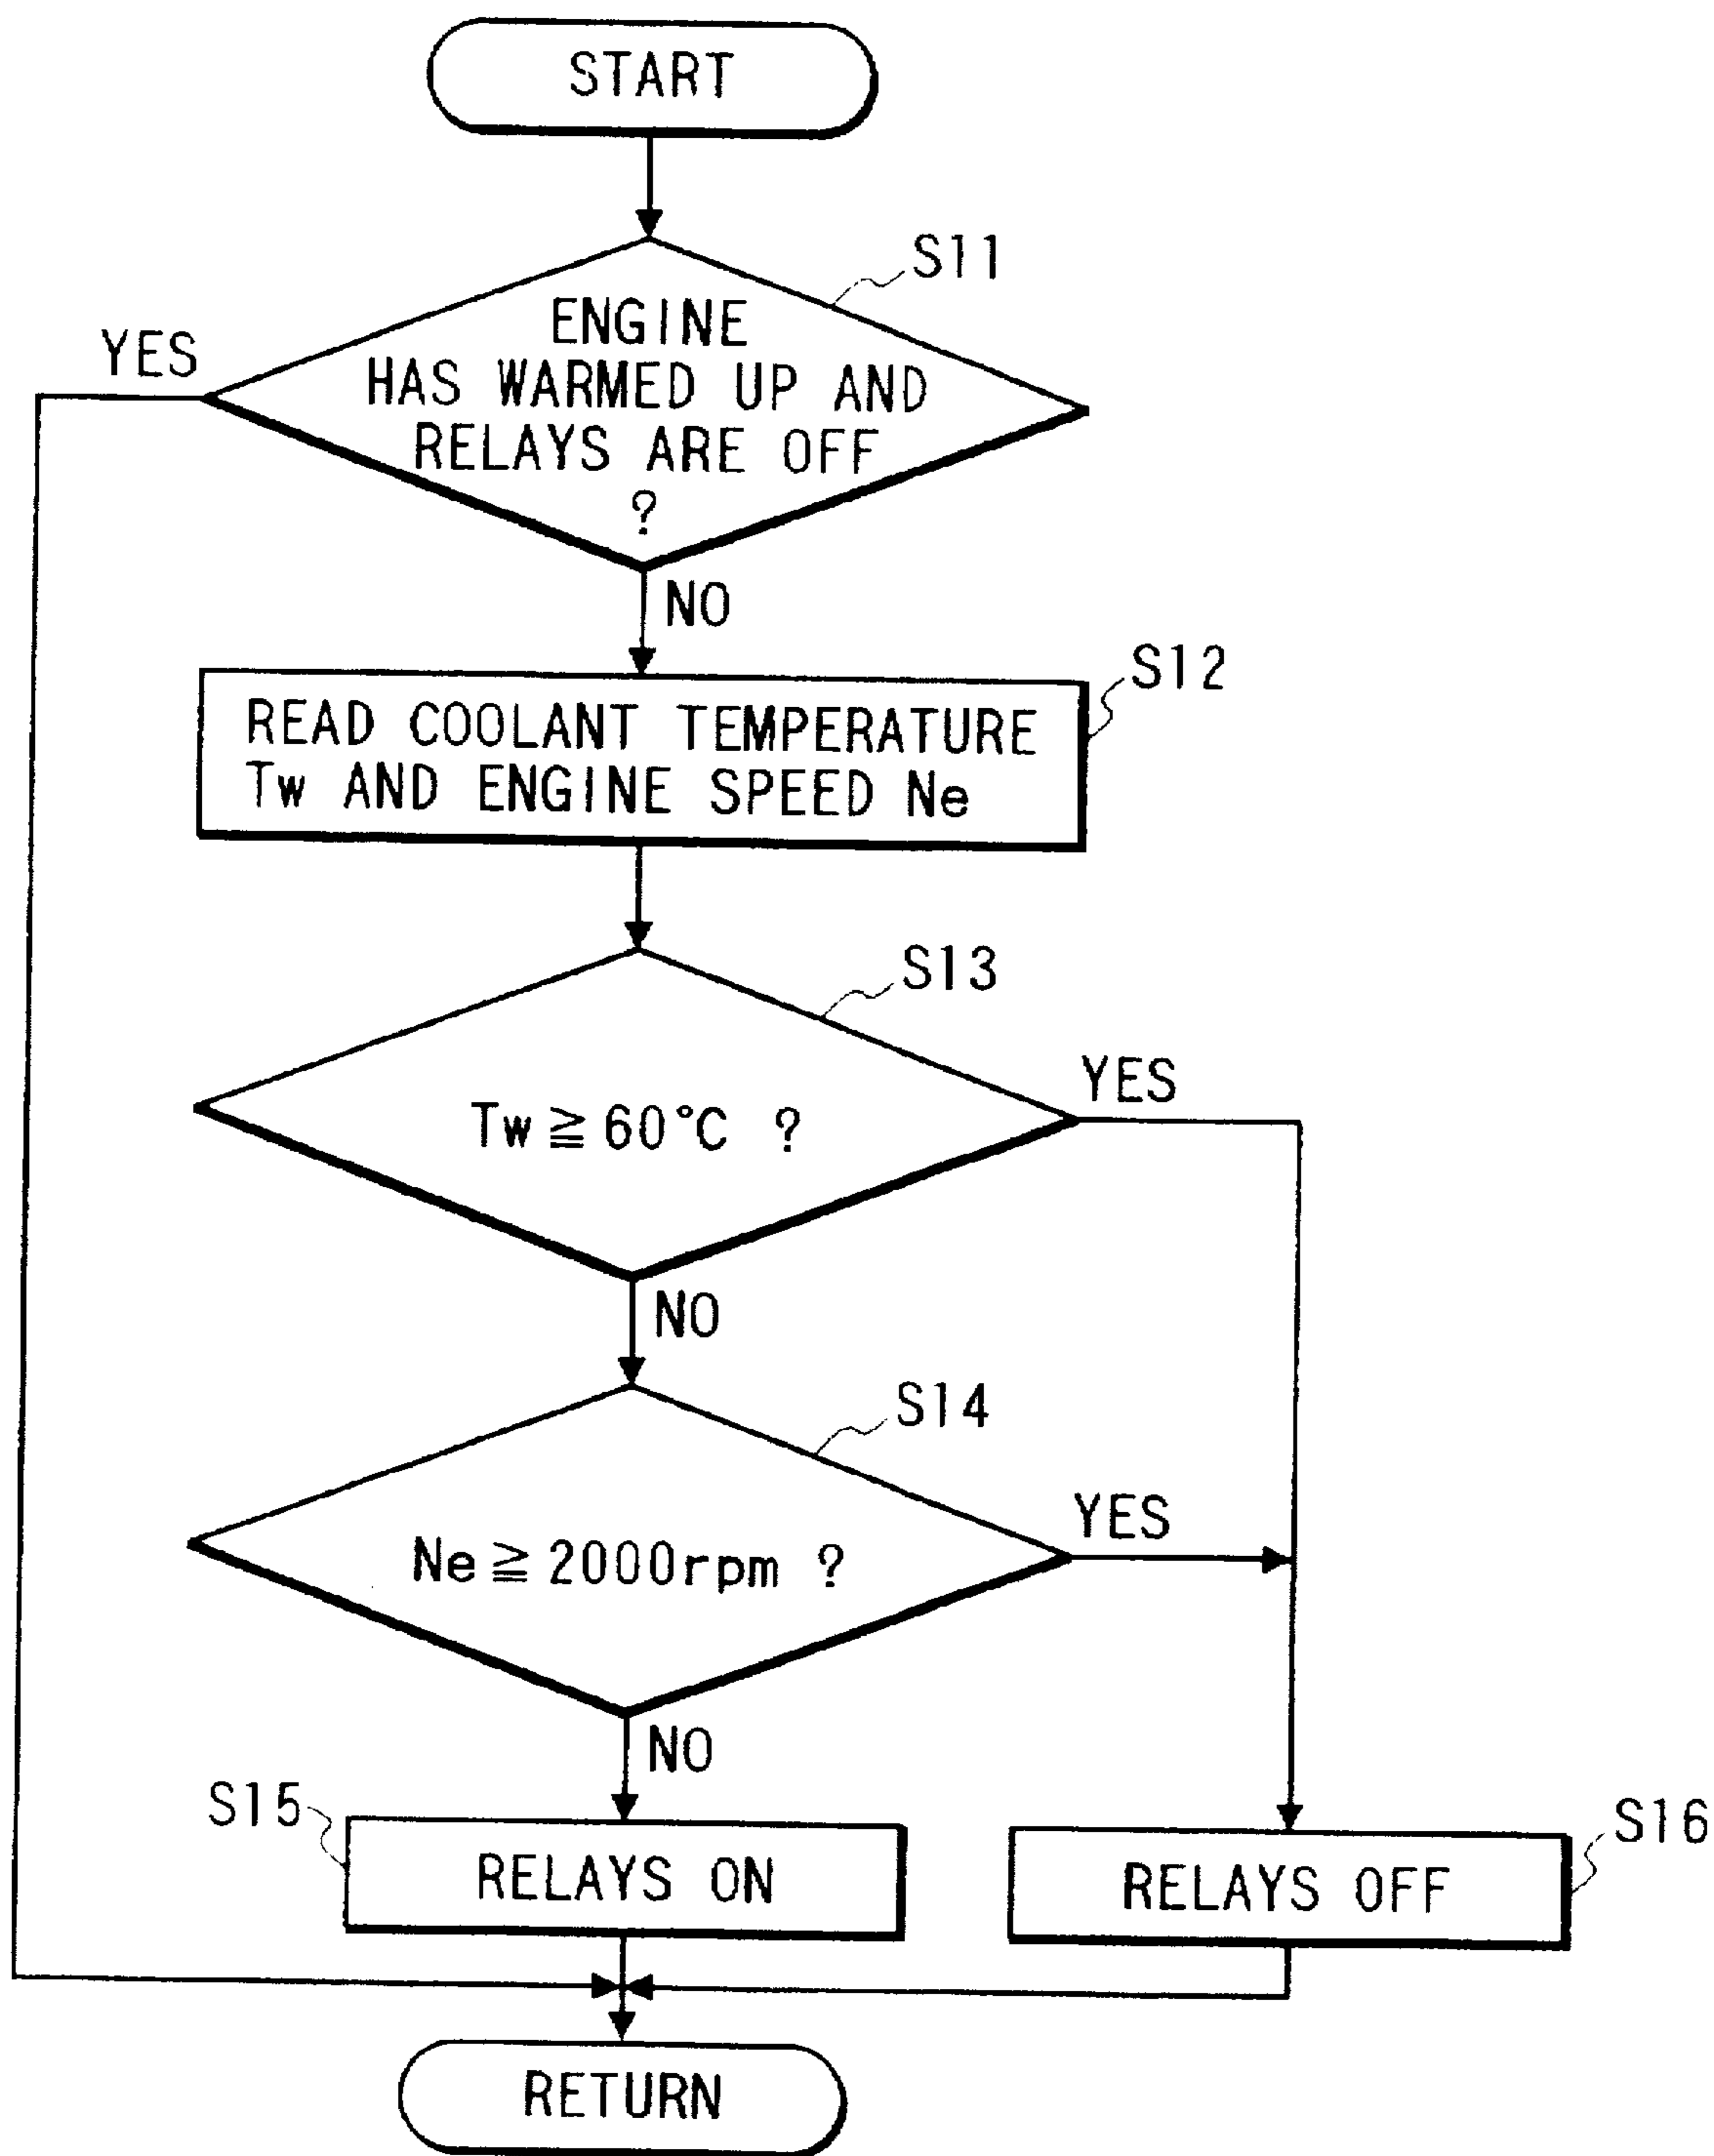 START
S11
ENGINE
HAS WARMED UP AND
RELAYS ARE OFF
?
YES
NO
S12
READ COOLANT TEMPERATURE
Tw AND ENGINE SPEED Ne
S13
Tw ≧ 60°C ?
YES
NO
S14
Ne ≧ 2000rpm ?
YES
NO
S15
RELAYS ON
S16
RELAYS OFF
RETURN